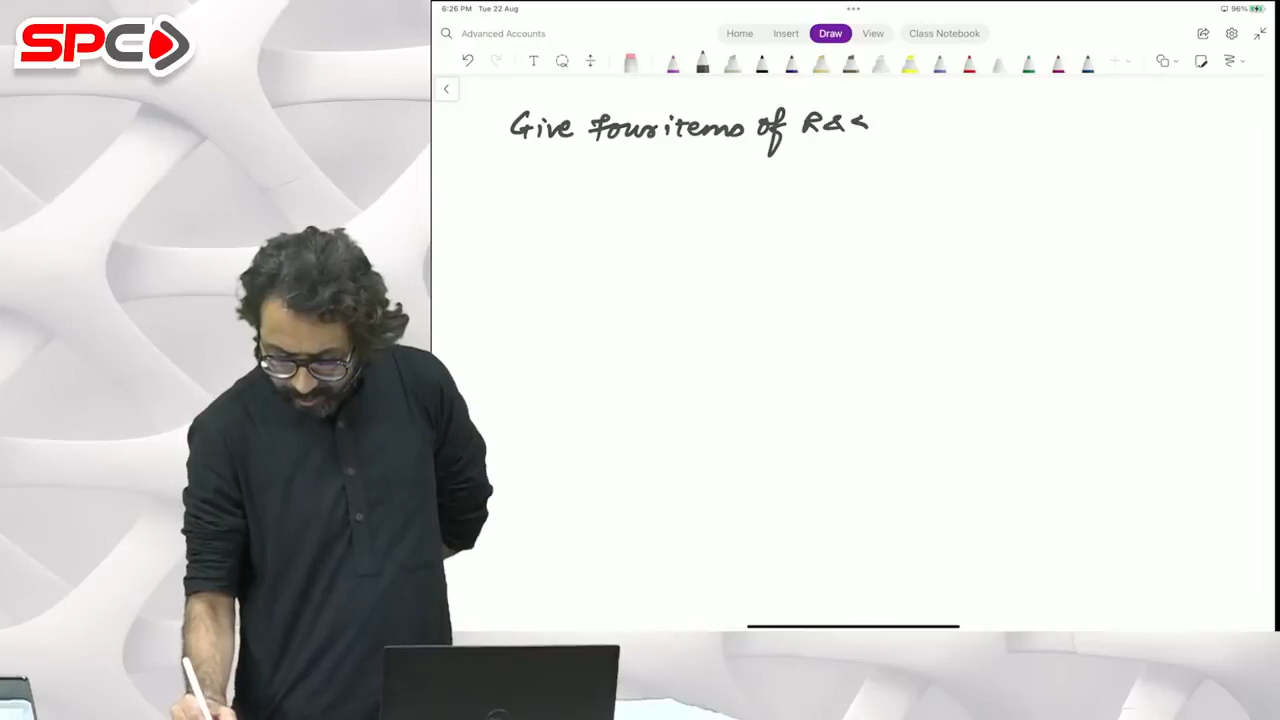 SPE
6:26 PM Tue 22 Aug
96%
Advanced Accounts
Home Insert Draw View Class Notebook
T
Give four items of R&